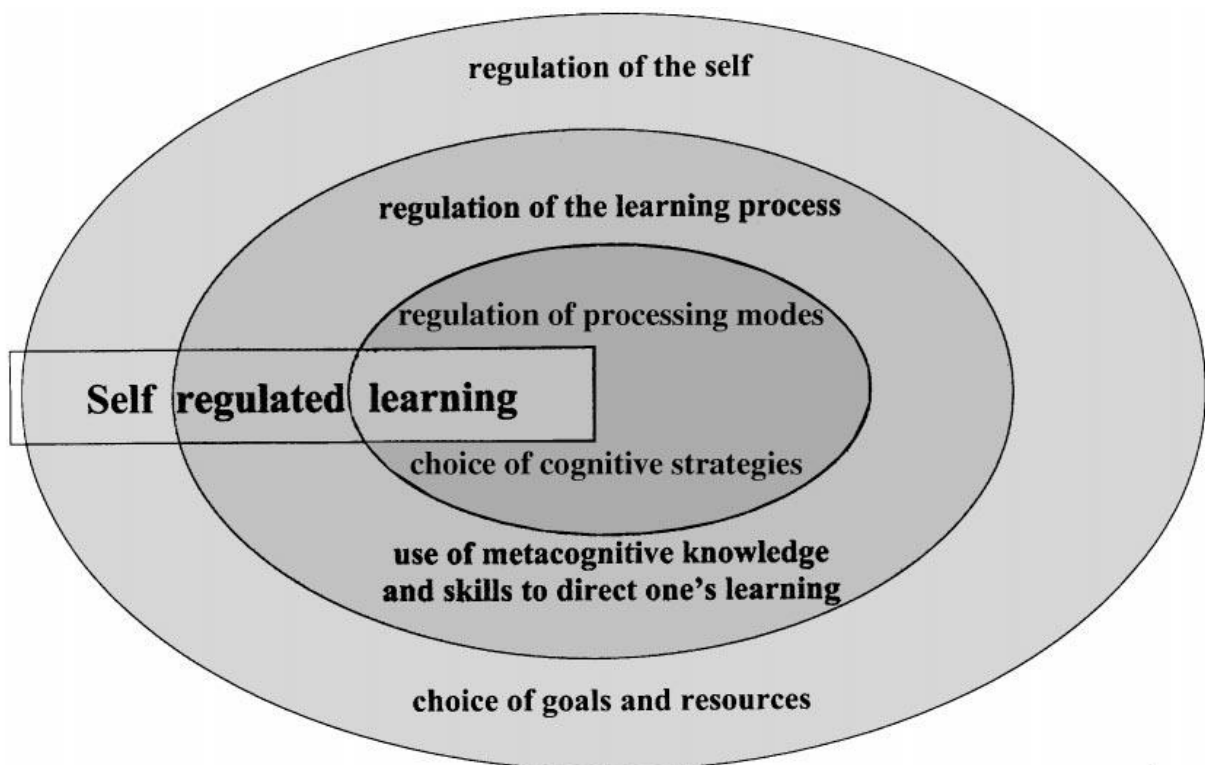 regulation of the self
regulation of the learning process
regulation of processing modes
Self regulated learning
choice of cognitive strategies
use of metacognitive knowledge
and skills to direct one's learning
choice of goals and resources